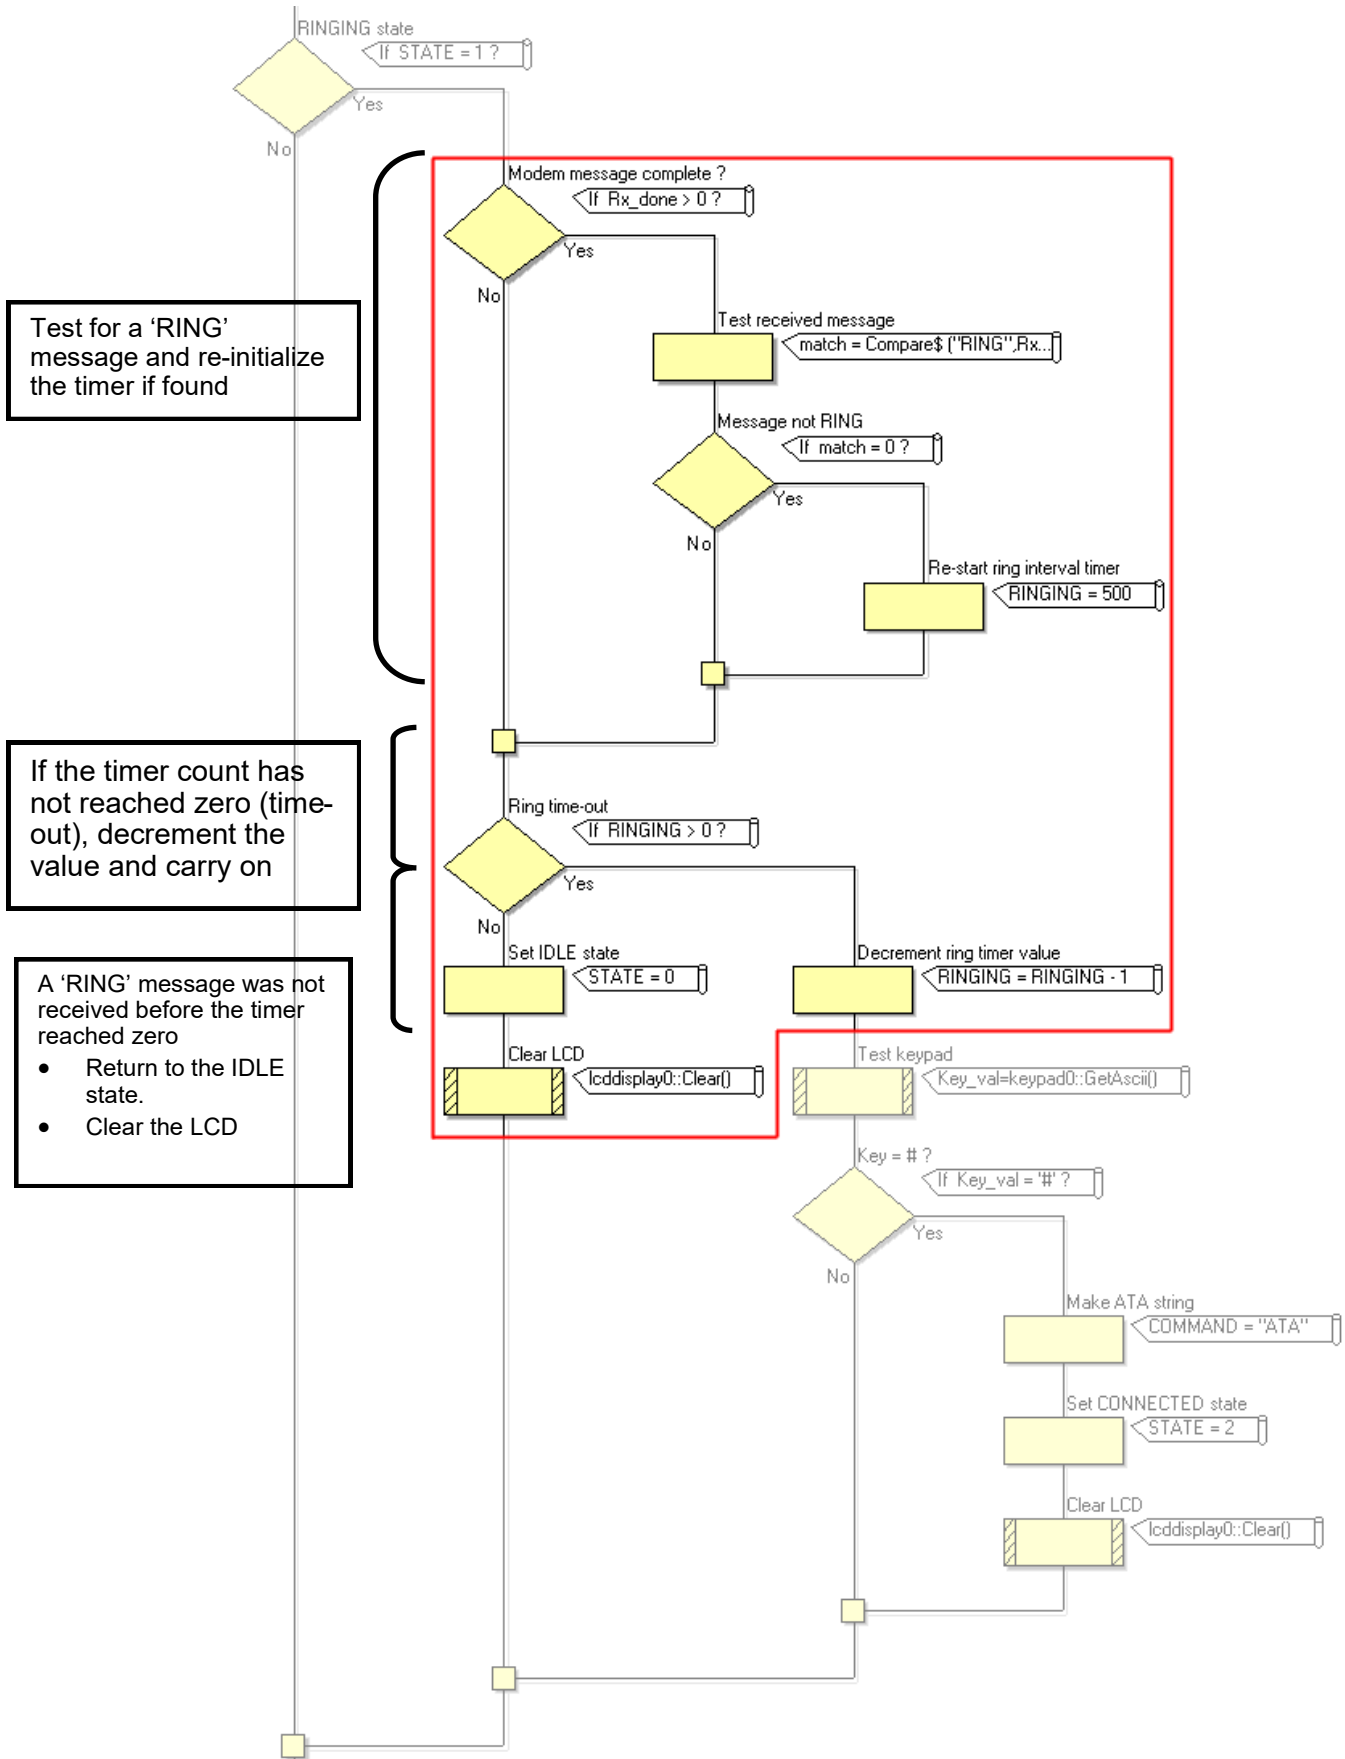 RINGING state
If STATE = 1 ?
Yes
No
Modem message complete ?
If Rx_done > 0 ?
Yes
No
Test for a ‘RING’
message and re-initialize
the timer if found
Test received message
match = Compare$ ("RING",Rx...
Message not RING
If match = 0 ?
Yes
No
Re-start ring interval timer
RINGING = 500
If the timer count has
not reached zero (time-
out), decrement the
value and carry on
Ring time-out
If RINGING > 0 ?
Yes
No
Set IDLE state
STATE = 0
Decrement ring timer value
RINGING = RINGING - 1
A ‘RING’ message was not
received before the timer
reached zero
• Return to the IDLE
state.
• Clear the LCD
Clear LCD
lcddisplay0::Clear()
Test keypad
Key_val=keypad0::GetAscii()
Key = # ?
If Key_val = '#' ?
Yes
No
Make ATA string
COMMAND = "ATA"
Set CONNECTED state
STATE = 2
Clear LCD
lcddisplay0::Clear()